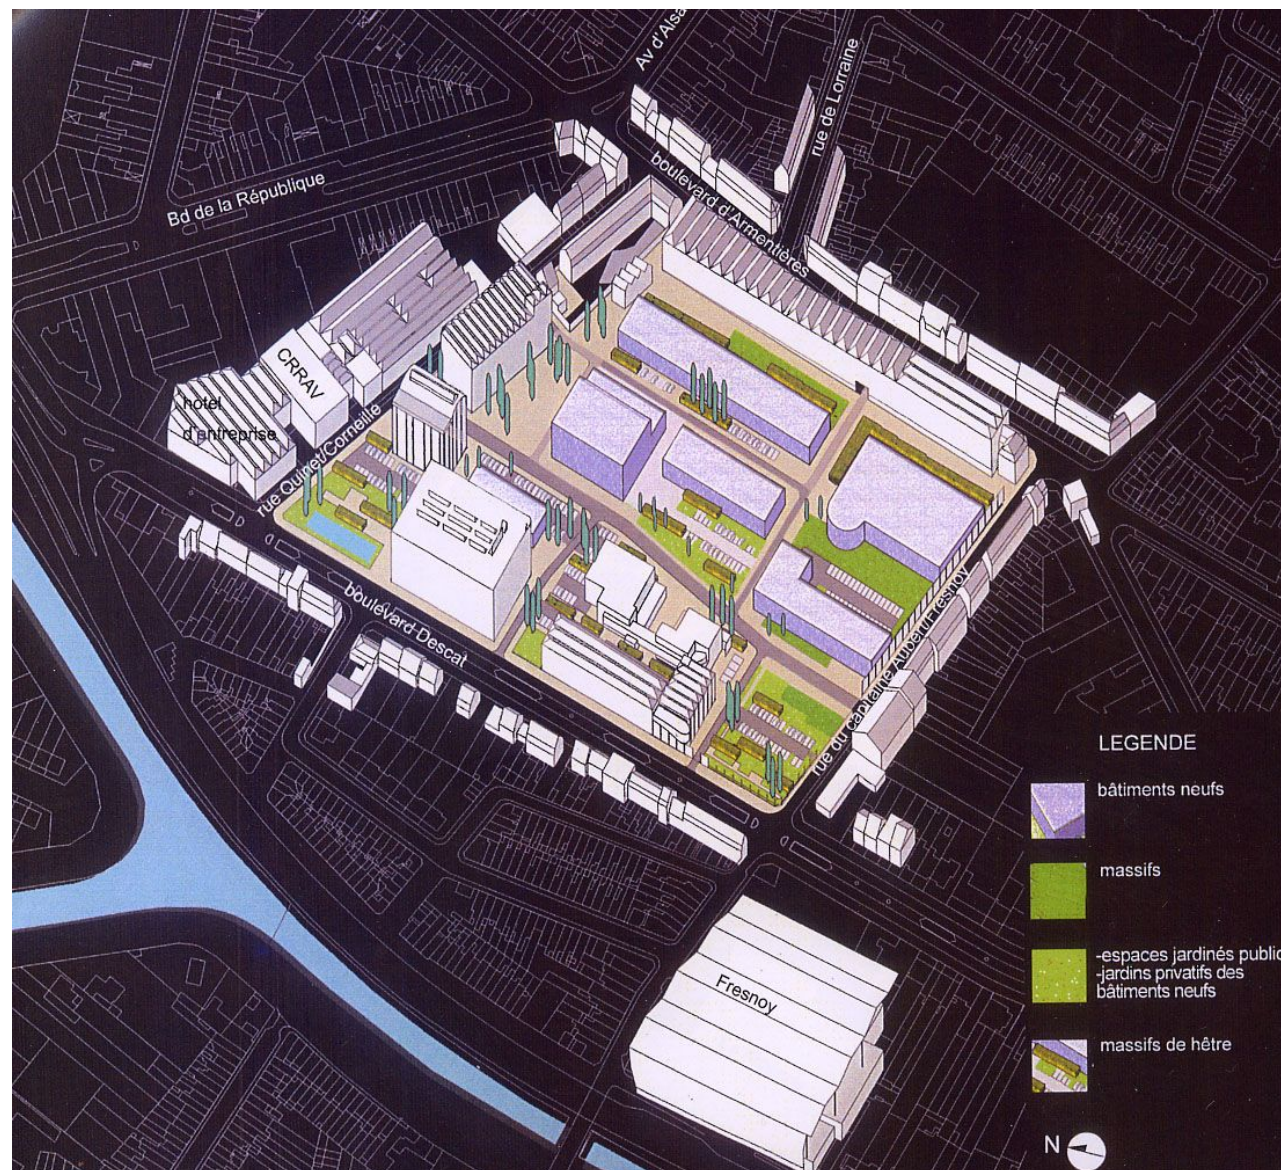 Av d'Alsa
rue de Lorraine
boulevard d'Armentières
Bd de la République
CRRAV
hotel
d'entreprise
rue Quinet/Corneille
boulevard Descat
rue du capitaine Aubert/Fresnoy
Fresnoy
LEGENDE
bâtiments neufs
massifs
-espaces jardinés public
-jardins privatifs des
bâtiments neufs
massifs de hêtre
N